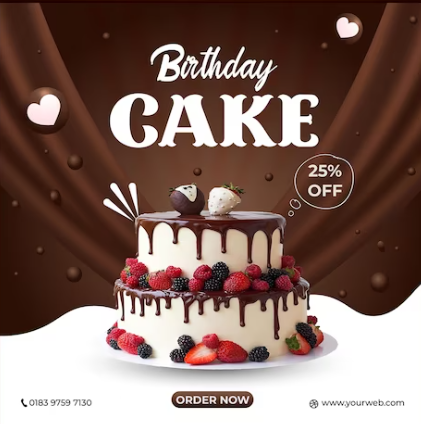 Birthday
CAKE
25%
OFF
0183 9759 7130
ORDER NOW
www.yourweb.com